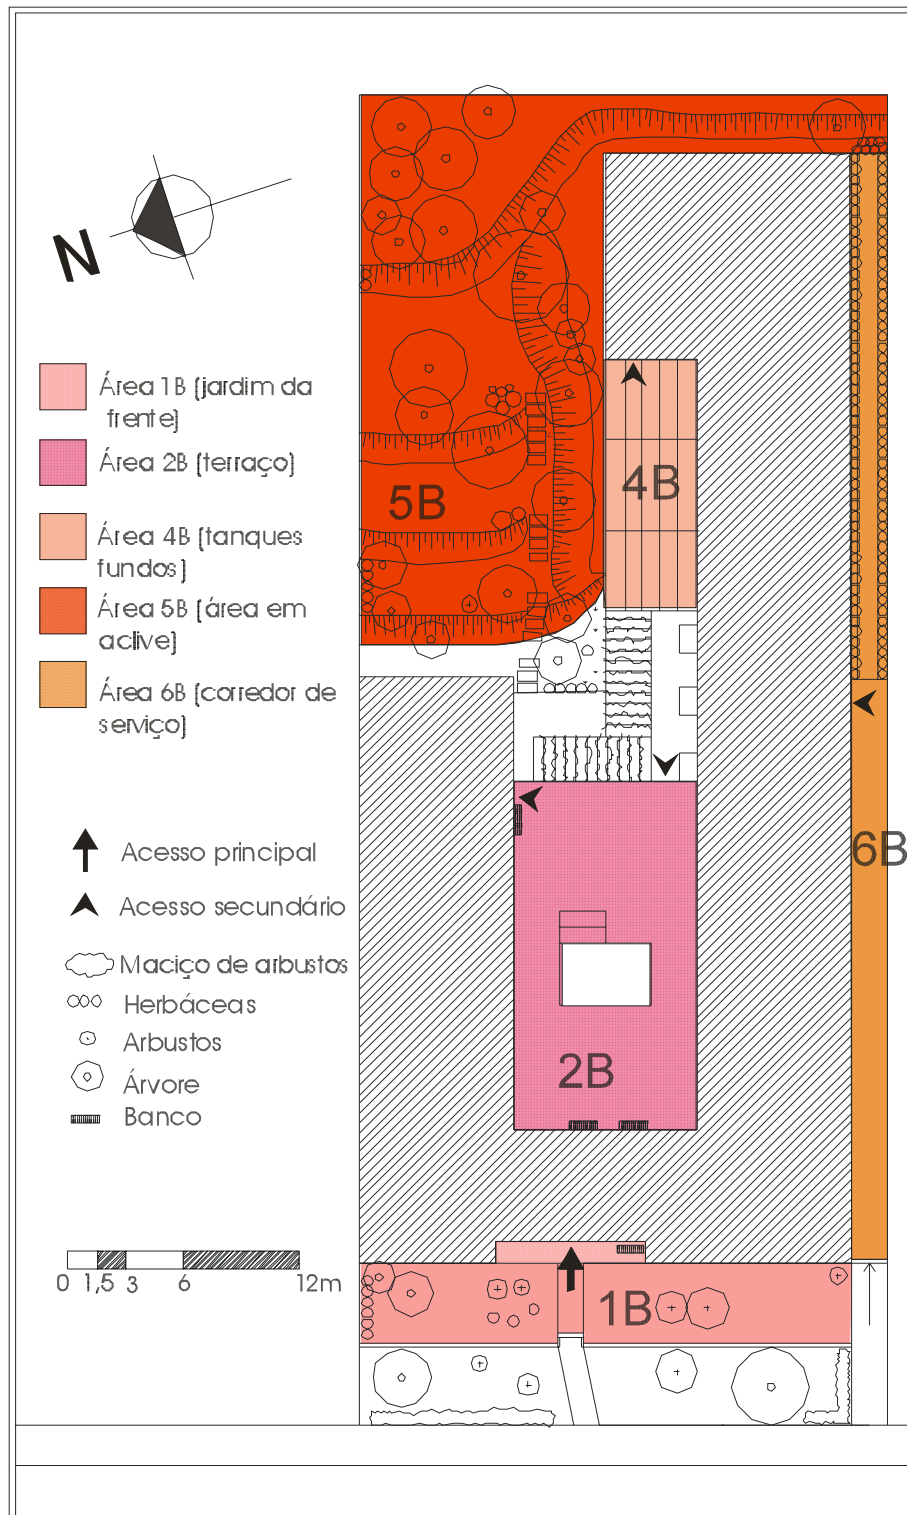 N
Área 1B (jardim da
frente)
Área 2B (terraço)
Área 4B (tanques
fundos)
Área 5B (área em
aclive)
Área 6B (corredor de
serviço)
Acesso principal
Acesso secundário
Maciço de arbustos
Herbáceas
Arbustos
Árvore
Banco
0 1,5 3 6 12m
5B
4B
6B
2B
1B